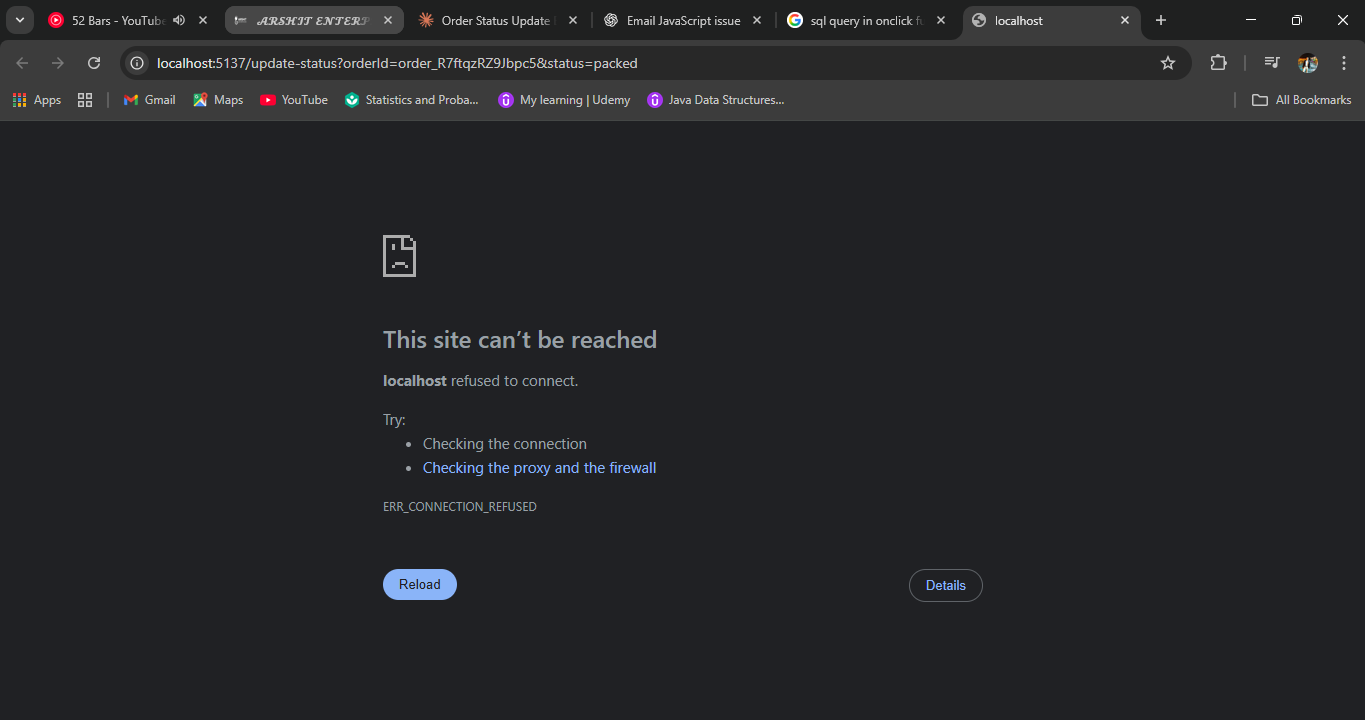 52 Bars - YouTube
ARSHIT ENTERP
Order Status Update
Email JavaScript issue
sql query in onclick fu
localhost
localhost:5137/update-status?orderId=order_R7ftqzRZ9Jbpc5&status=packed
Apps
Gmail
Maps
YouTube
Statistics and Proba...
My learning | Udemy
Java Data Structures...
All Bookmarks
This site can’t be reached
localhost refused to connect.
Try:
• Checking the connection
• Checking the proxy and the firewall
ERR_CONNECTION_REFUSED
Reload
Details